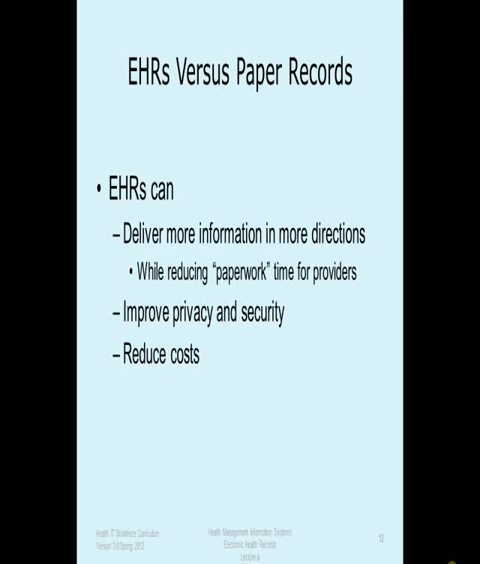 EHRs Versus Paper Records
• EHRs can
– Deliver more information in more directions
• While reducing “paperwork” time for providers
– Improve privacy and security
– Reduce costs
Health IT Workforce Curriculum
Version 3.0/Spring 2012
Health Management Information Systems
Electronic Health Records
Lecture a
12